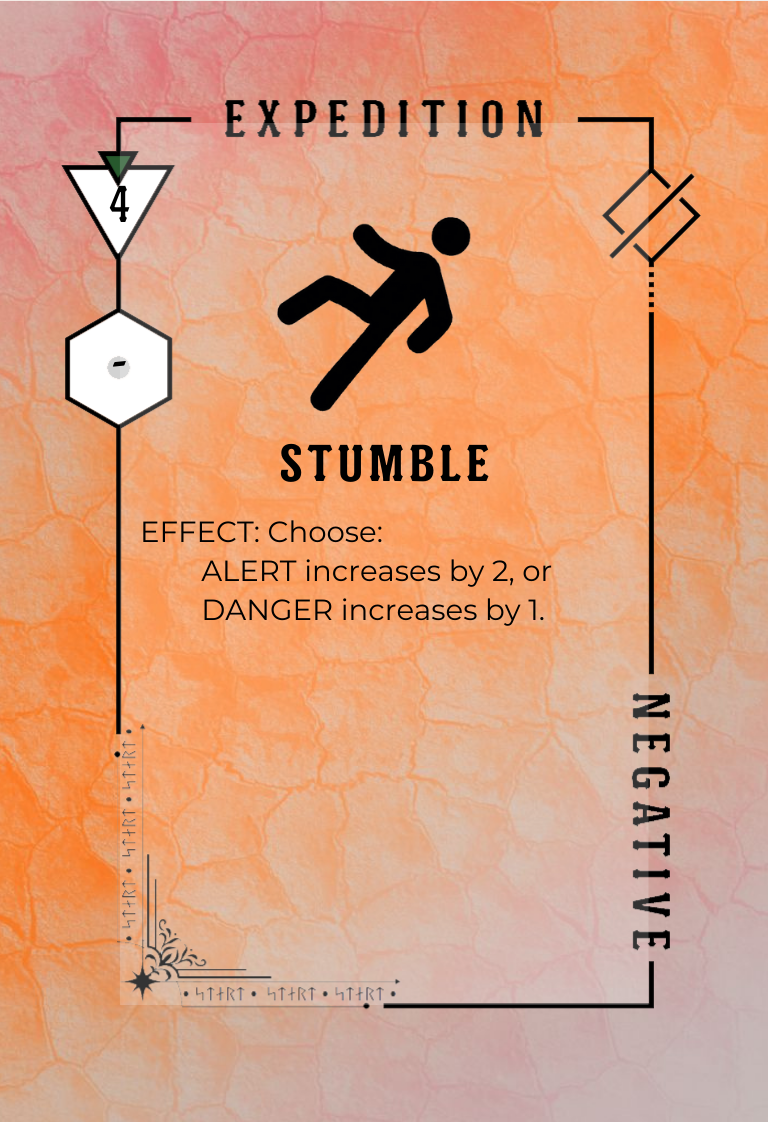 EXPEDITION
4
-
STUMBLE
EFFECT: Choose:
ALERT increases by 2, or
DANGER increases by 1.
NEGATIVE